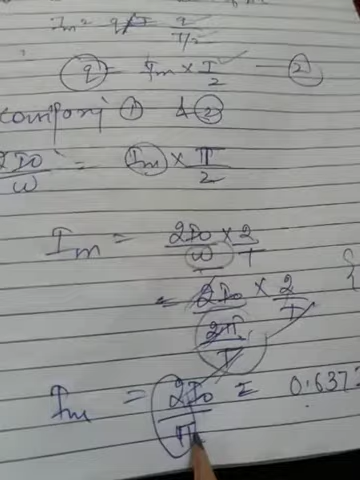 Im = q/T = q
T/2
q = Im × T/2 — ②
① & ②
2I0/ω = Im × π/2
Im = 2I0/ω × 2/T
= 2I0/(2π/T) × 2/T
Im = 2I0/π = 0.637